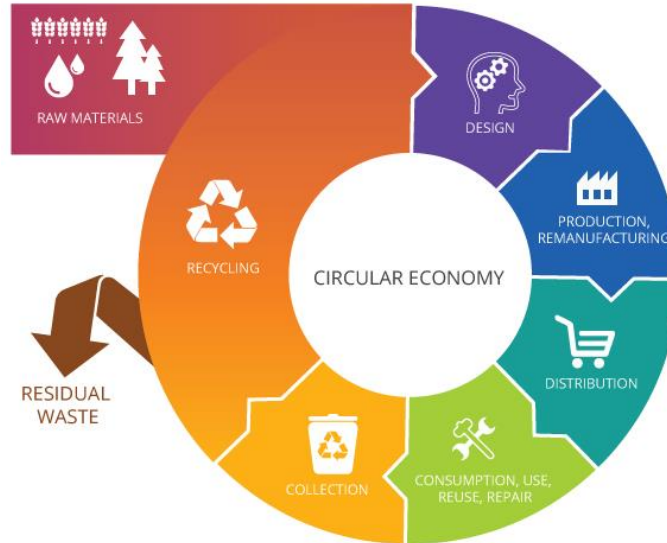 RAW MATERIALS
DESIGN
PRODUCTION,
REMANUFACTURING
RECYCLING
CIRCULAR ECONOMY
DISTRIBUTION
RESIDUAL
WASTE
CONSUMPTION, USE,
REUSE, REPAIR
COLLECTION